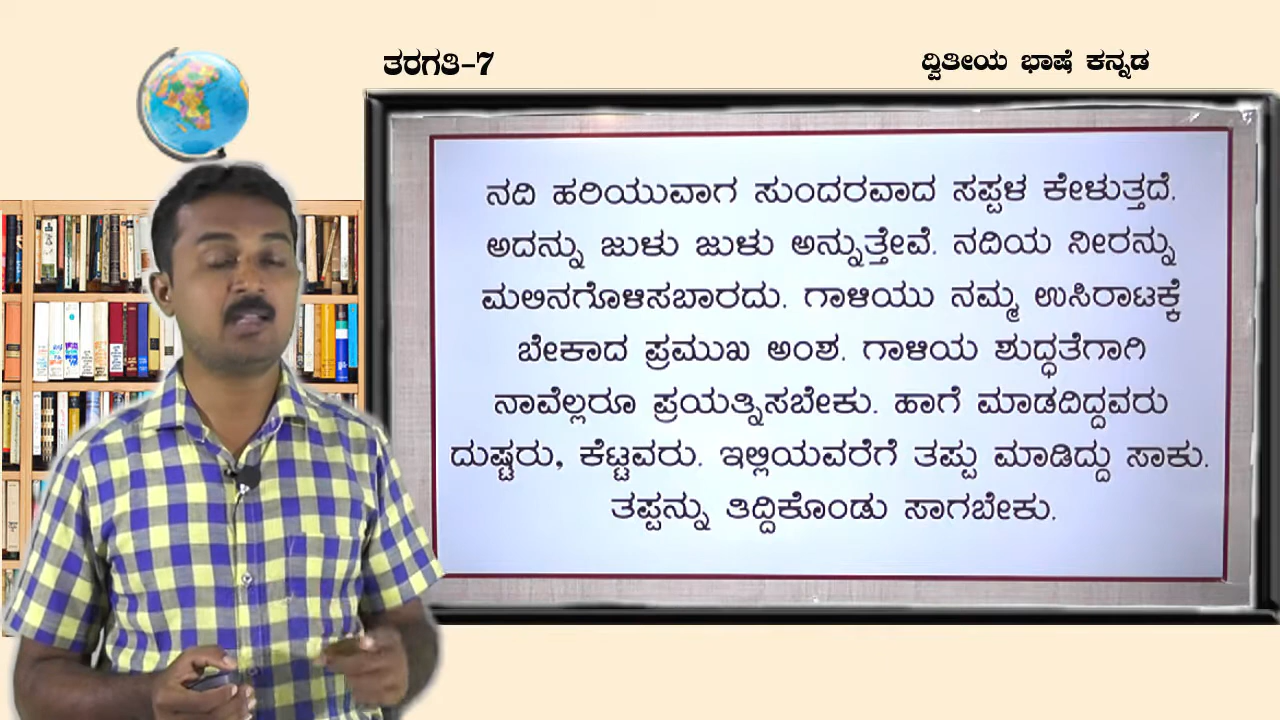 ತರಗತಿ-7
ದ್ವಿತೀಯ ಭಾಷೆ ಕನ್ನಡ
ನದಿ ಹರಿಯುವಾಗ ಸುಂದರವಾದ ಸಪ್ಪಳ ಕೇಳುತ್ತದೆ.
ಅದನ್ನು ಜುಳು ಜುಳು ಅನ್ನುತ್ತೇವೆ. ನದಿಯ ನೀರನ್ನು
ಮಲಿನಗೊಳಿಸಬಾರದು. ಗಾಳಿಯು ನಮ್ಮ ಉಸಿರಾಟಕ್ಕೆ
ಬೇಕಾದ ಪ್ರಮುಖ ಅಂಶ. ಗಾಳಿಯ ಶುದ್ಧತೆಗಾಗಿ
ನಾವೆಲ್ಲರೂ ಪ್ರಯತ್ನಿಸಬೇಕು. ಹಾಗೆ ಮಾಡದಿದ್ದವರು
ದುಷ್ಟರು, ಕೆಟ್ಟವರು. ಇಲ್ಲಿಯವರೆಗೆ ತಪ್ಪು ಮಾಡಿದ್ದು ಸಾಕು.
ತಪ್ಪನ್ನು ತಿದ್ದಿಕೊಂಡು ಸಾಗಬೇಕು.